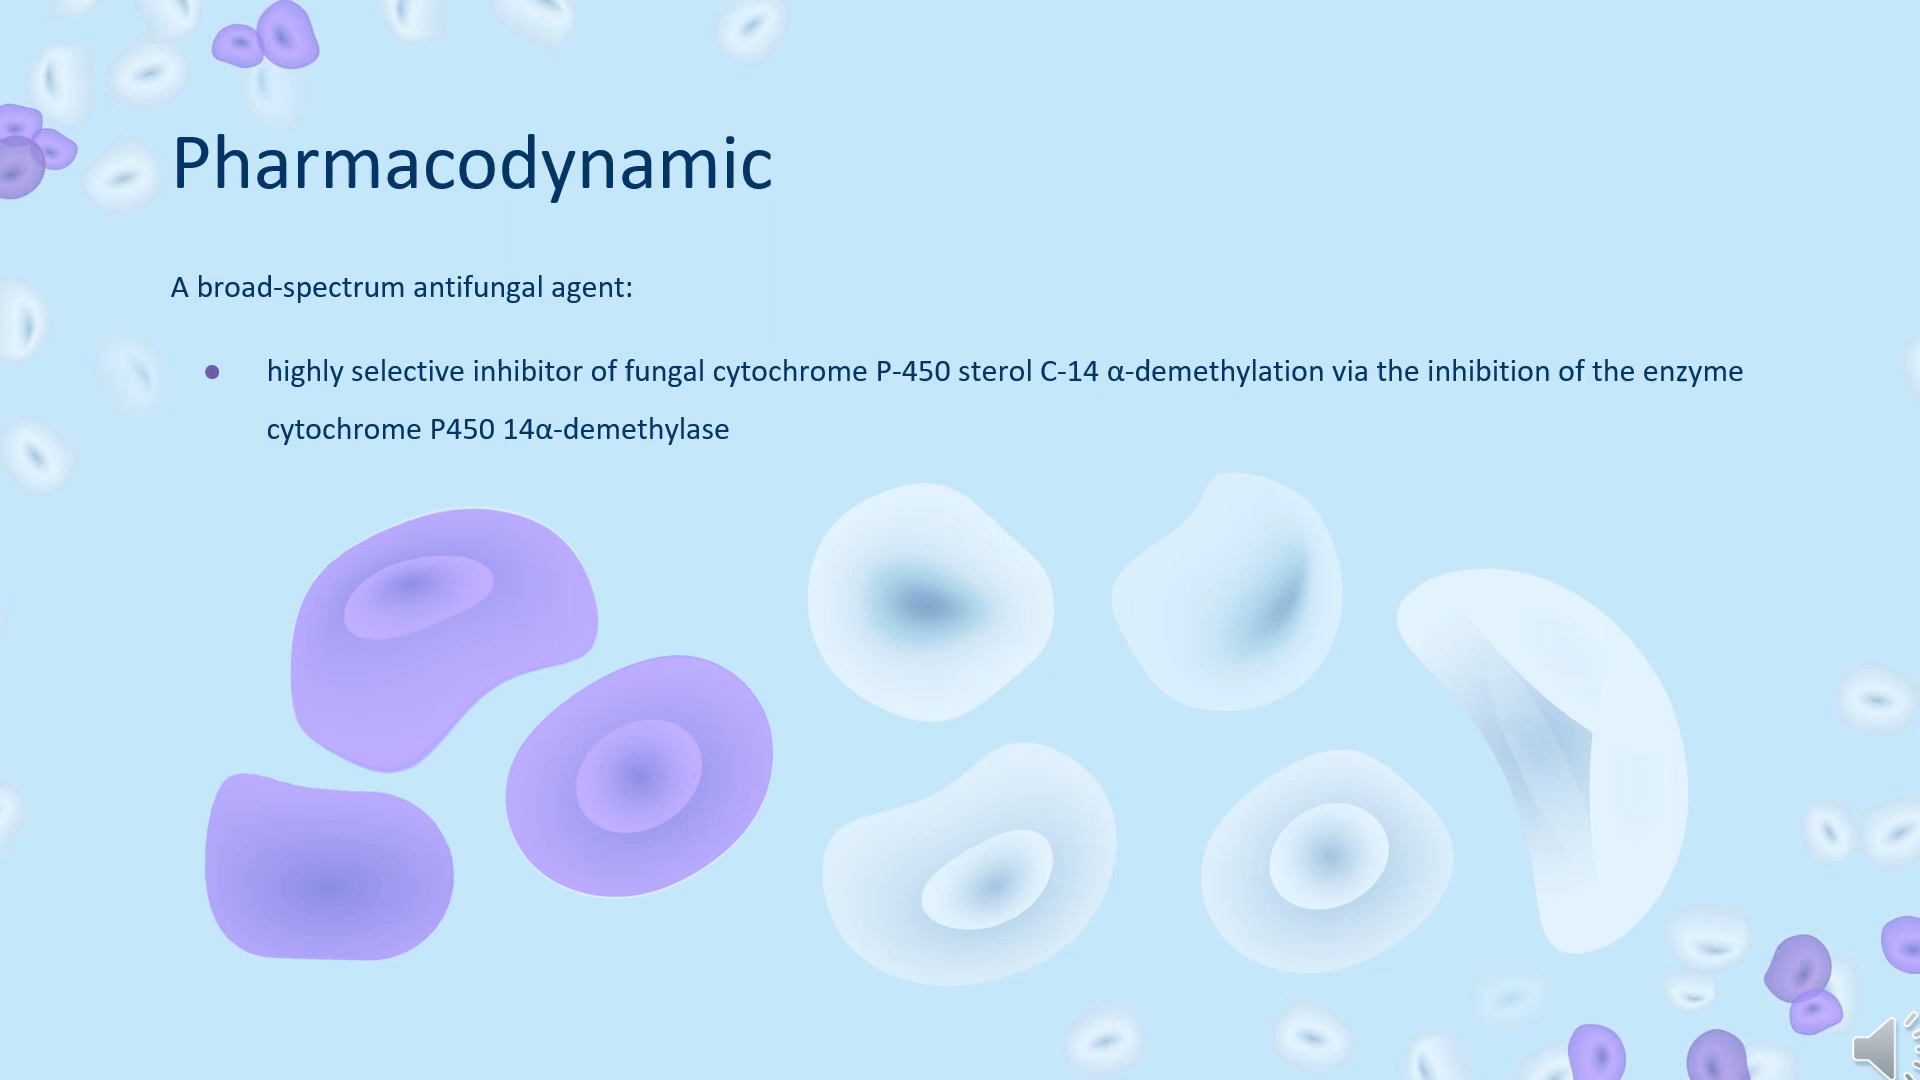 Pharmacodynamic
A broad-spectrum antifungal agent:
highly selective inhibitor of fungal cytochrome P-450 sterol C-14 α-demethylation via the inhibition of the enzyme
cytochrome P450 14α-demethylase